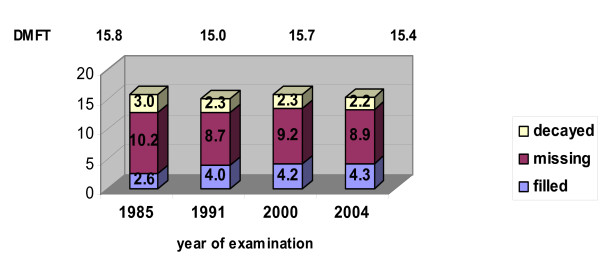 DMFT 15.8 15.0 15.7 15.4
20
15
10
5
0
3.0 2.3 2.3 2.2
10.2 8.7 9.2 8.9
2.6 4.0 4.2 4.3
1985 1991 2000 2004
year of examination
decayed
missing
filled